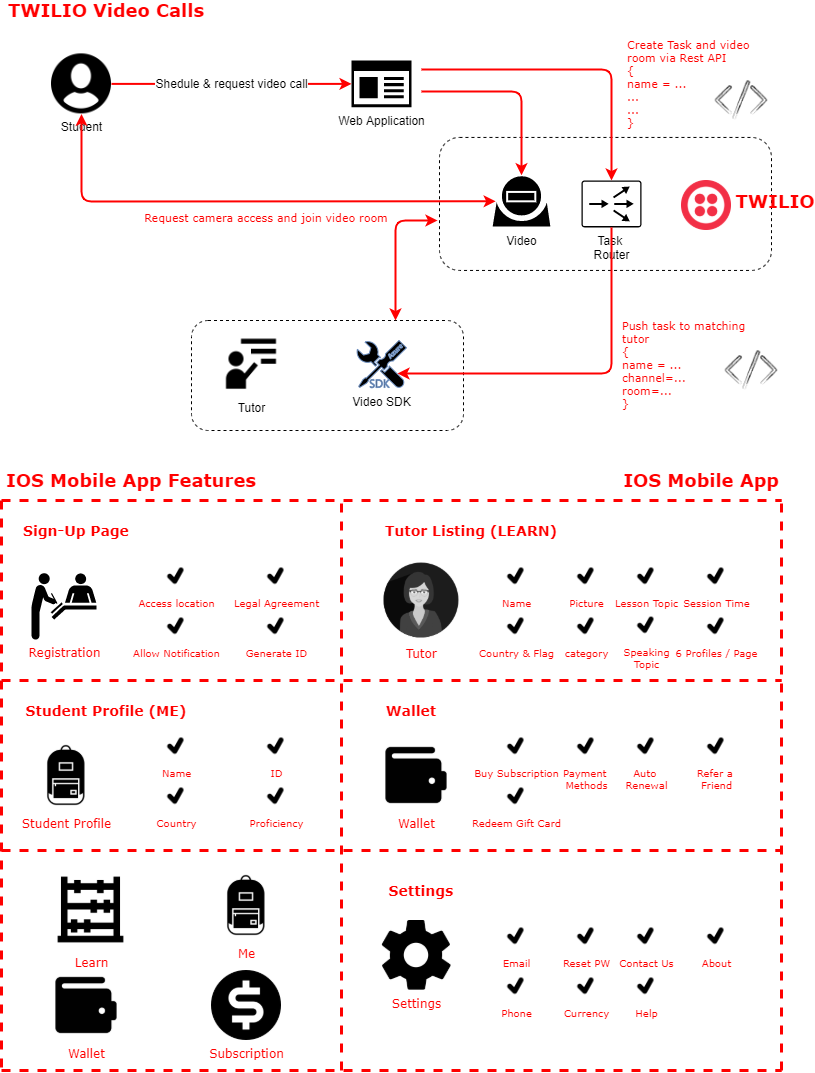 TWILIO Video Calls
Create Task and video
room via Rest API
{
name = ...
...
...
}
Shedule & request video call
Student
Web Application
TWILIO
Request camera access and join video room
Video
Task
Router
Push task to matching
tutor
{
name = ...
channel=...
room=...
}
Azure
SDK
Tutor
Video SDK
IOS Mobile App Features
IOS Mobile App
Sign-Up Page
Access location
Legal Agreement
Registration
Allow Notification
Generate ID
Tutor Listing (LEARN)
Name
Picture
Lesson Topic
Session Time
Tutor
Country & Flag
category
Speaking
Topic
6 Profiles / Page
Student Profile (ME)
Name
ID
Student Profile
Country
Proficiency
Wallet
Buy Subscription
Payment
Methods
Auto
Renewal
Refer a
Friend
Wallet
Redeem Gift Card
Learn
Me
Wallet
Subscription
Settings
Email
Reset PW
Contact Us
About
Settings
Phone
Currency
Help